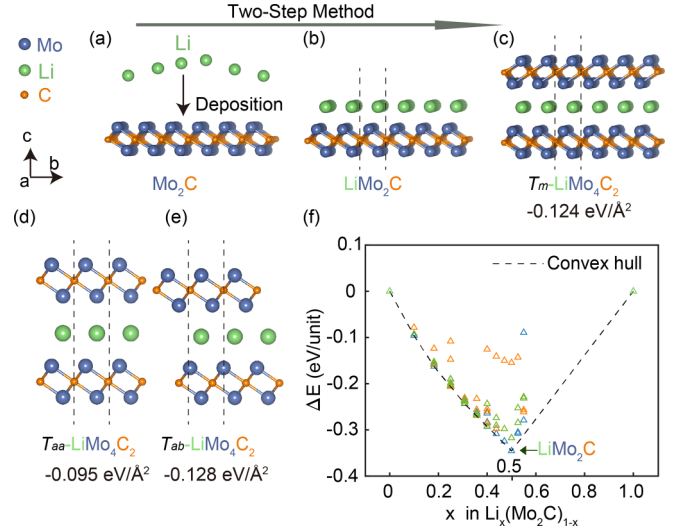 Two-Step Method
Mo
Li
C
c
a
b
(a)
Li
Deposition
Mo₂C
(b)
LiMo₂C
(c)
Tm-LiMo₄C₂
-0.124 eV/Å²
(d)
Taa-LiMo₄C₂
-0.095 eV/Å²
(e)
Tab-LiMo₄C₂
-0.128 eV/Å²
(f)
ΔE (eV/unit)
0.1
0
-0.1
-0.2
-0.3
-0.4
Convex hull
LiMo₂C
0.5
0 0.2 0.4 0.6 0.8 1.0
x in Liₓ(Mo₂C)₁₋ₓ